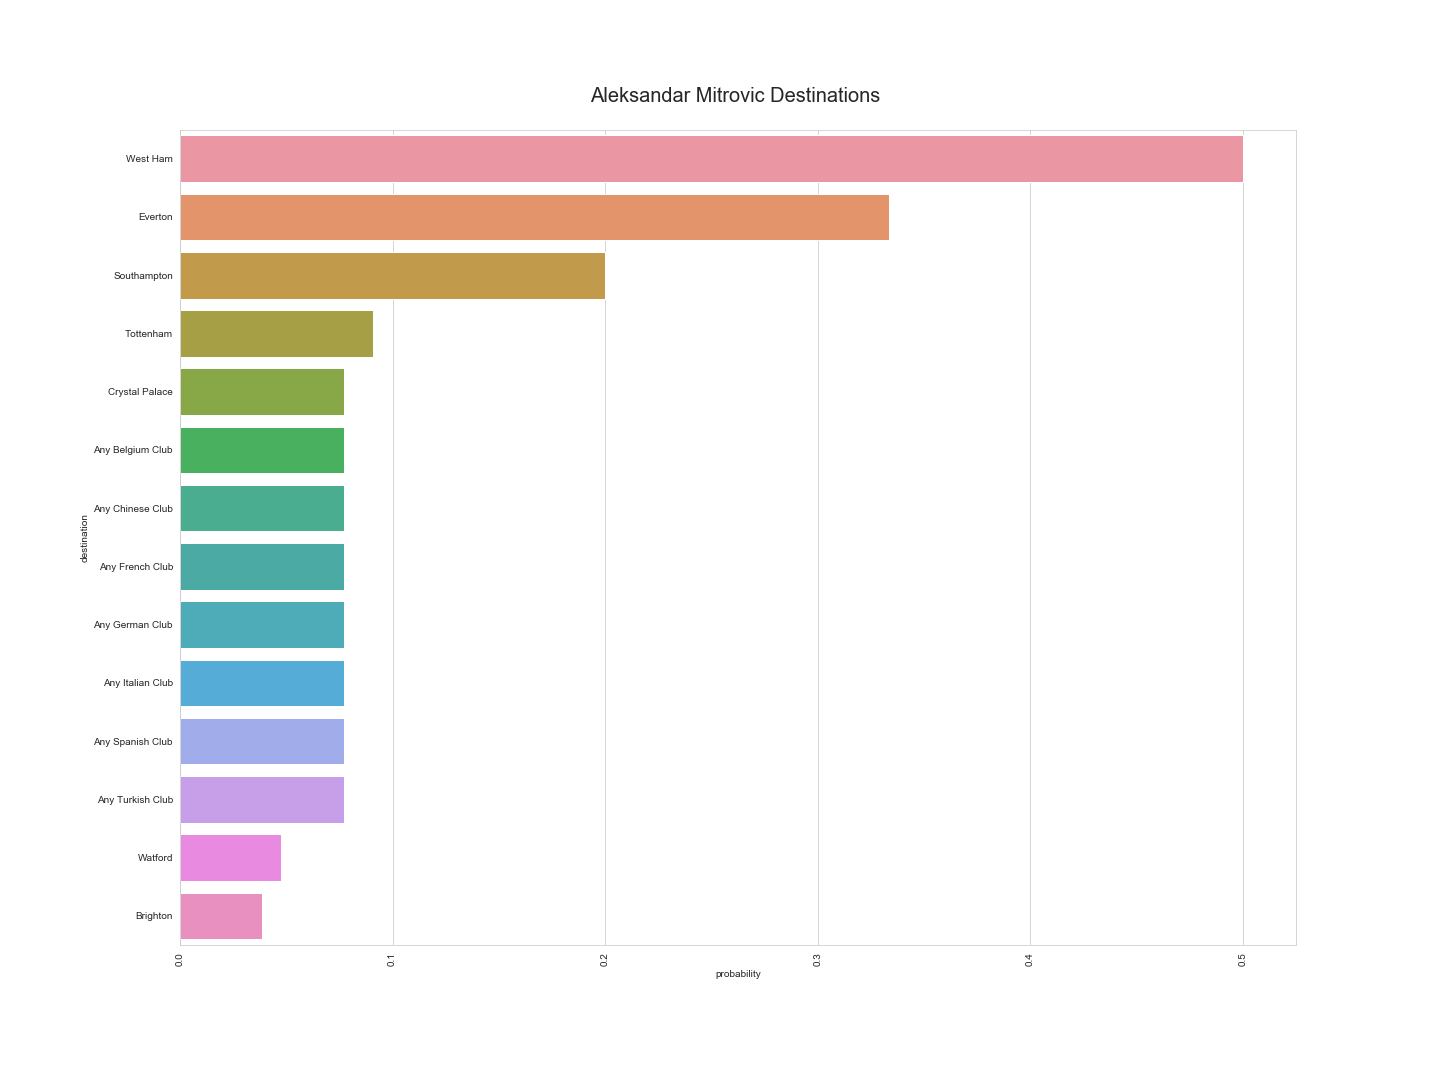 Aleksandar Mitrovic Destinations
West Ham
Everton
Southampton
Tottenham
Crystal Palace
Any Belgium Club
Any Chinese Club
Any French Club
Any German Club
Any Italian Club
Any Spanish Club
Any Turkish Club
Watford
Brighton
destination
0.0
0.1
0.2
0.3
0.4
0.5
probability